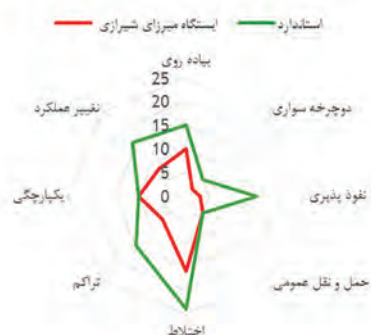 استاندارد ایستگاه میرزای شیرازی
پیاده روی
25
20
15
10
5
0
دوچرخه سواری
نفوذ پذیری
حمل و نقل عمومی
اختلاط
تراکم
یکپارچگی
تغییر عملکرد